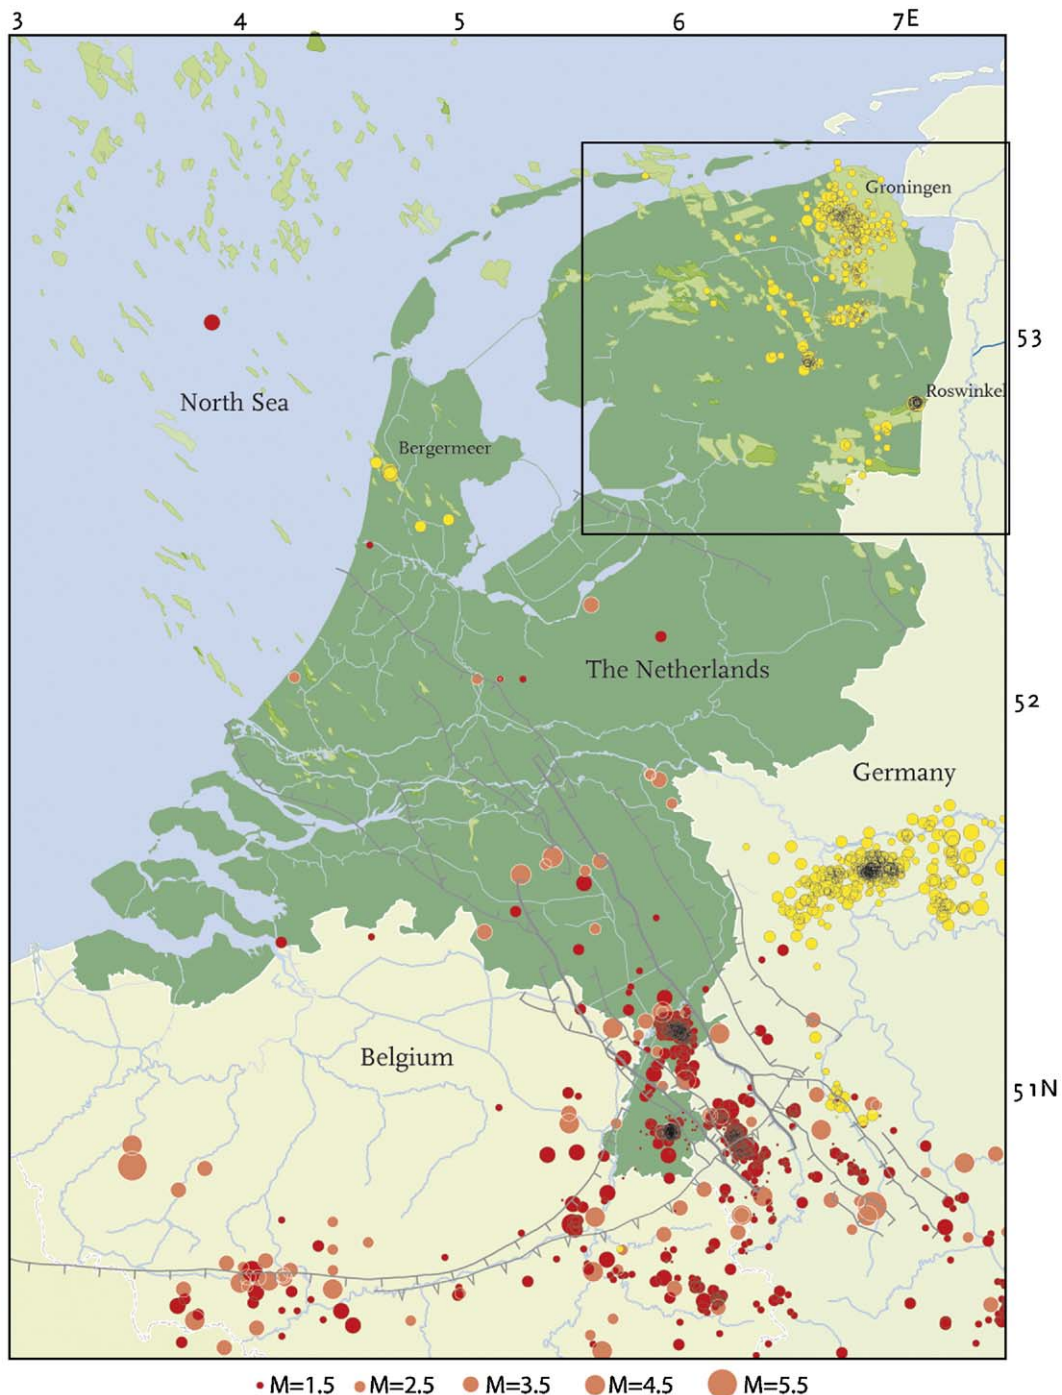 3 4 5 6 7E
Groningen
53
North Sea
Roswinkel
Bergermeer
The Netherlands
52
Germany
Belgium
51N
M=1.5 M=2.5 M=3.5 M=4.5 M=5.5